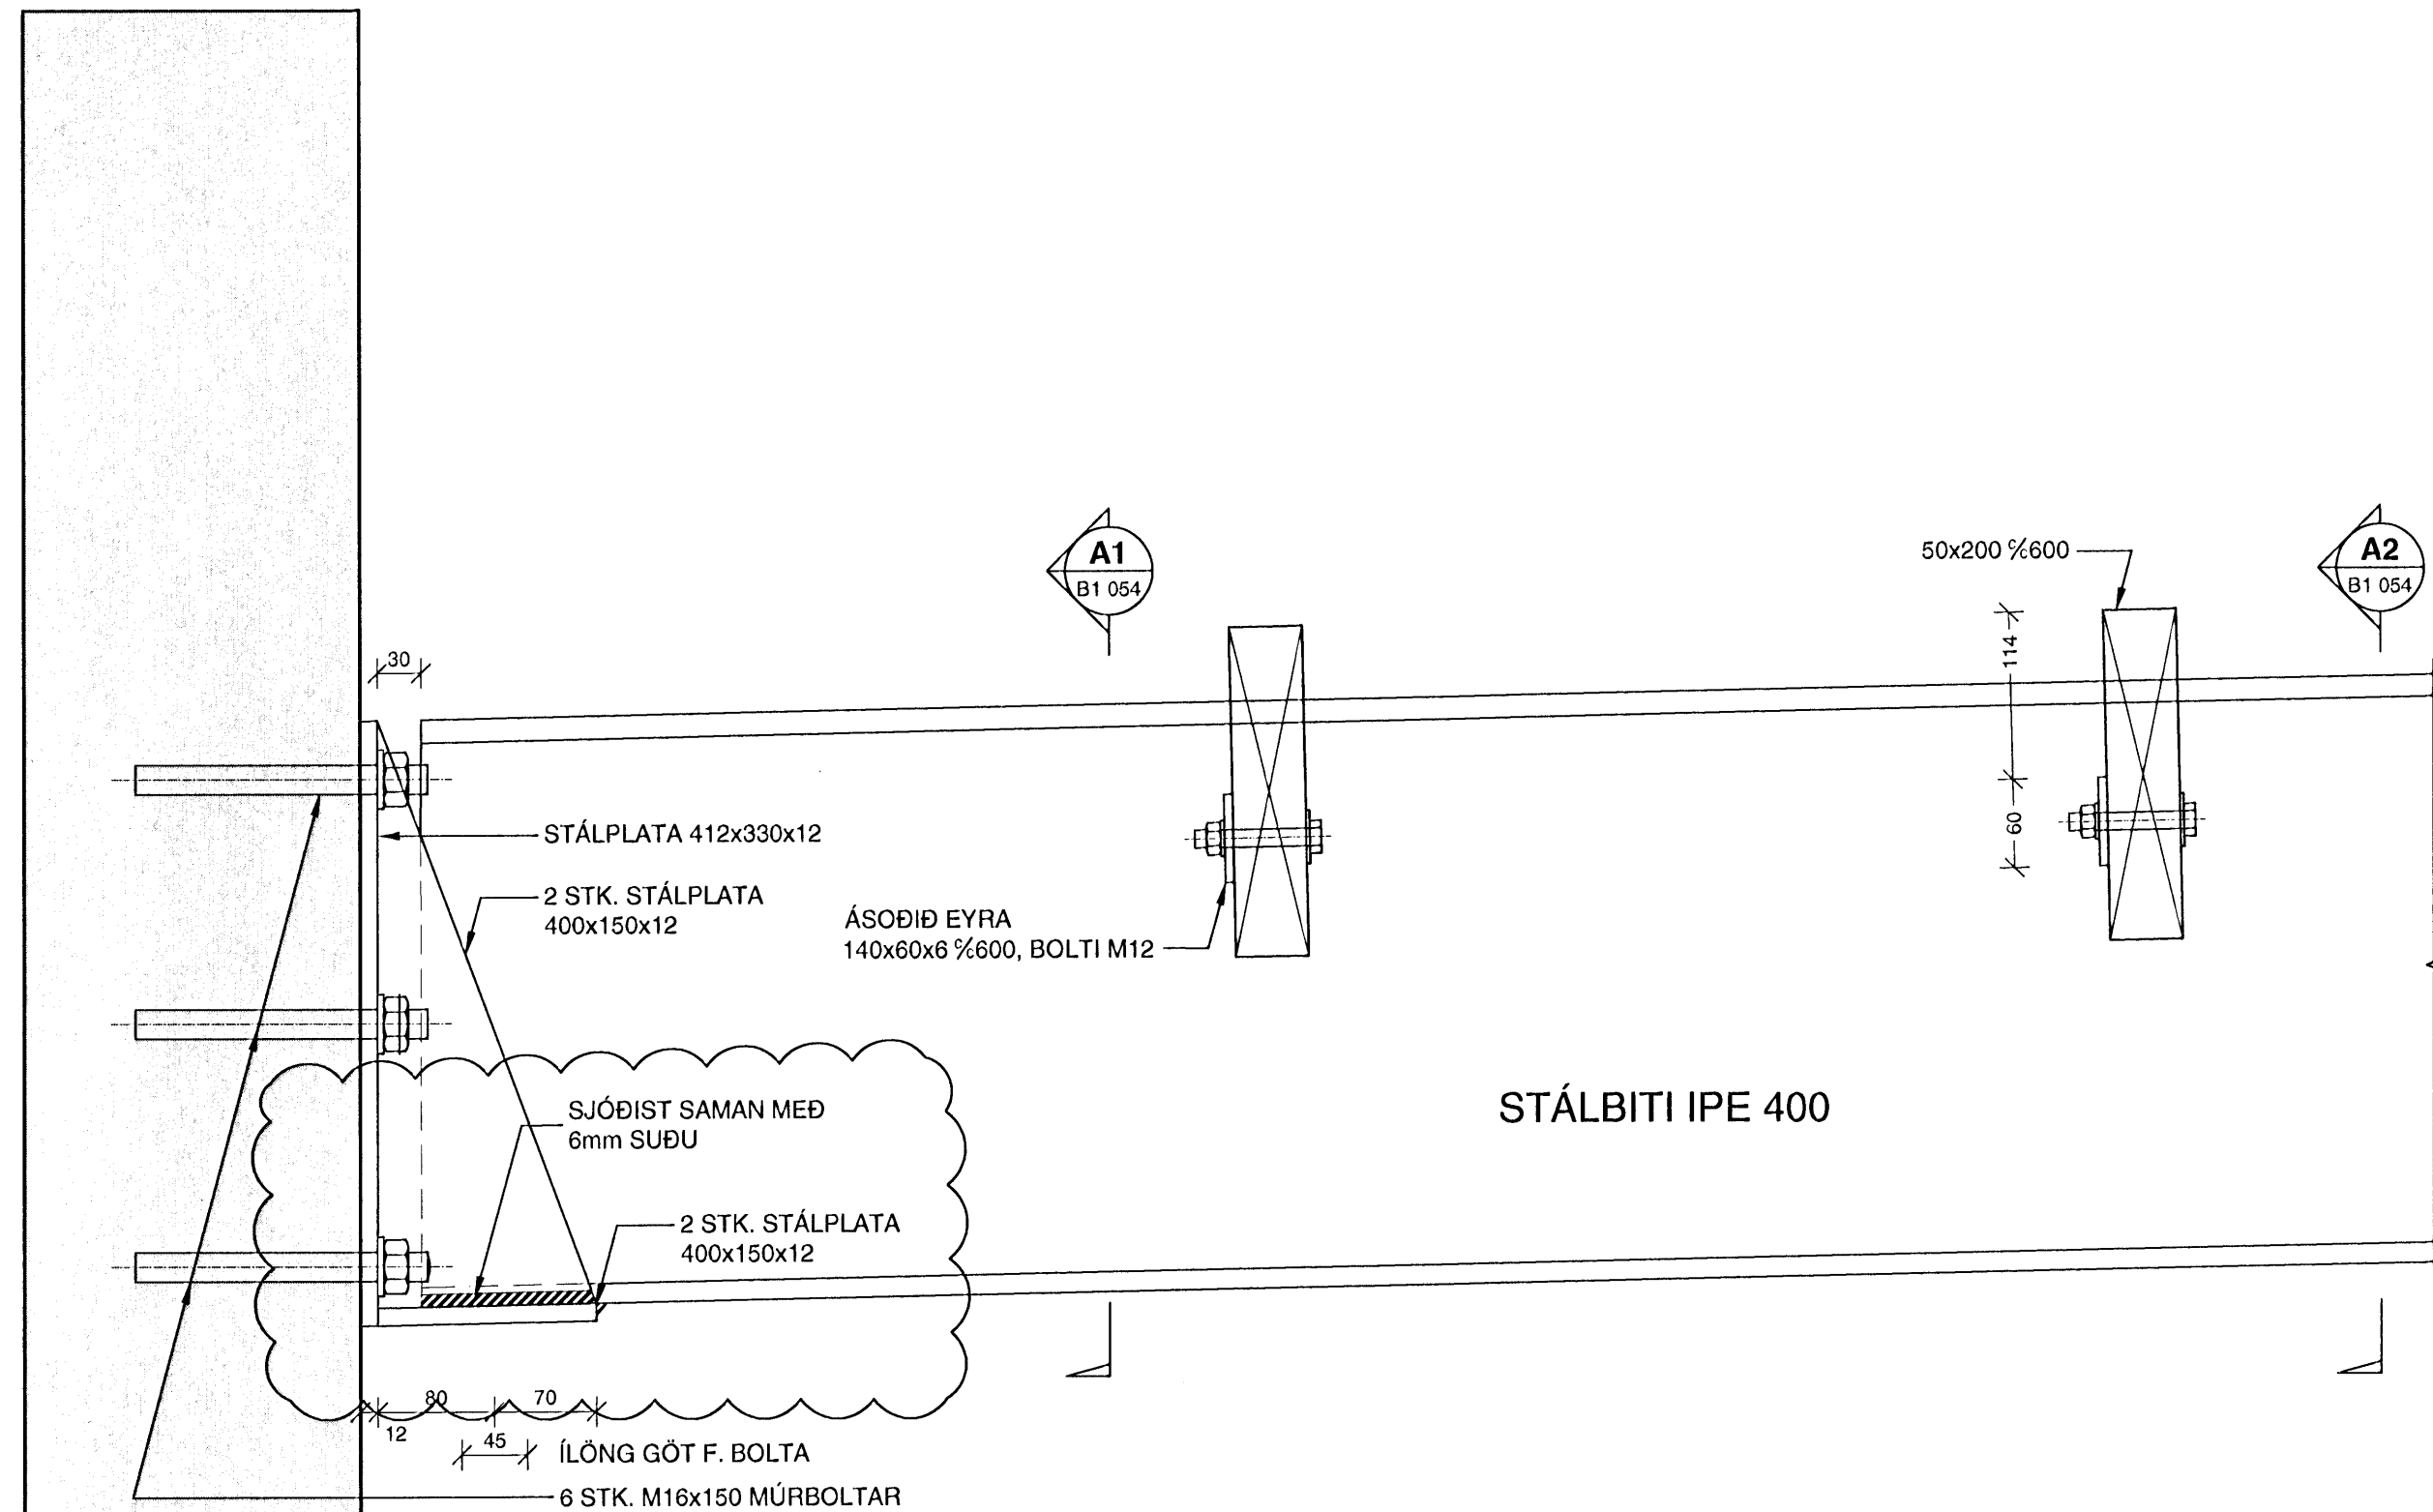 A1
B1 054
50x200 ℅600
A2
B1 054
114
30
60
STÁLPLATA 412x330x12
2 STK. STÁLPLATA
400x150x12
ÁSOÐIÐ EYRA
140x60x6 ℅600, BOLTI M12
SJÓÐIST SAMAN MEÐ
6mm SUÐU
STÁLBITI IPE 400
2 STK. STÁLPLATA
400x150x12
80
70
12
45
ÍLÖNG GÖT F. BOLTA
6 STK. M16x150 MÚRBOLTAR